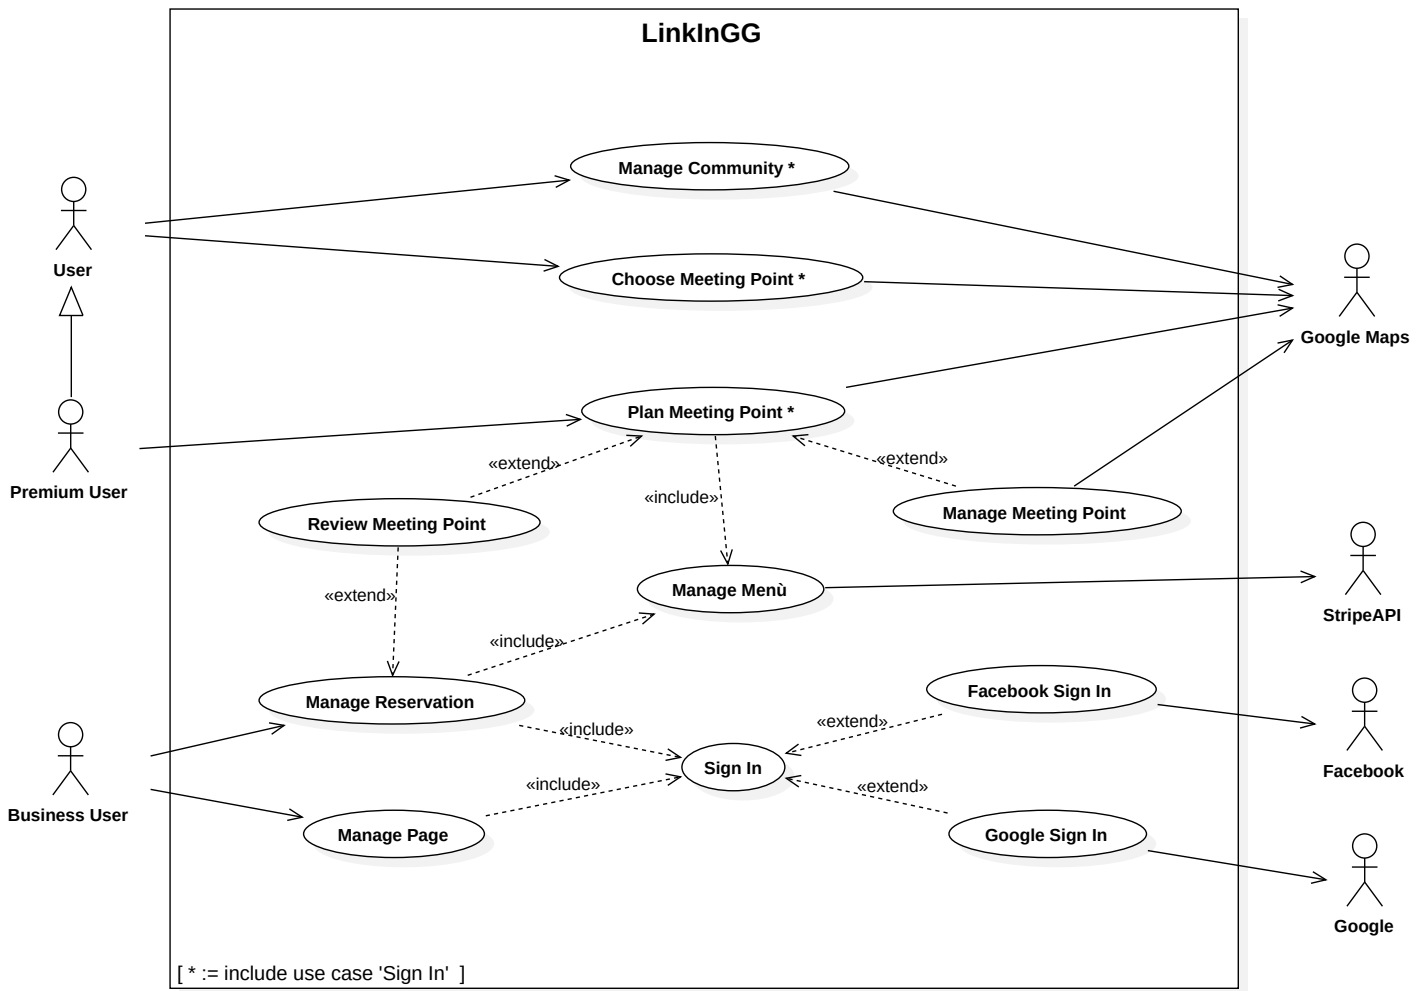 LinkInGG
Manage Community *
User
Choose Meeting Point *
Google Maps
Plan Meeting Point *
«extend»
«extend»
Premium User
«include»
Review Meeting Point
Manage Meeting Point
«extend»
Manage Menù
StripeAPI
«include»
Manage Reservation
Facebook Sign In
«include»
«extend»
Sign In
Facebook
«include»
«extend»
Business User
Manage Page
Google Sign In
Google
[ * := include use case 'Sign In'  ]